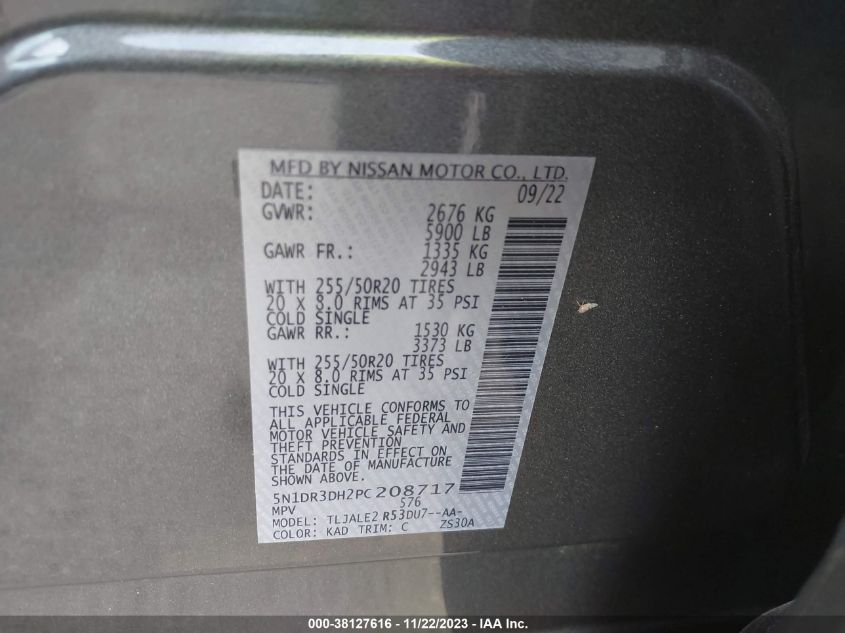 MFD BY NISSAN MOTOR CO., LTD.
DATE: 09/22
GVWR: 2676 KG
5900 LB
GAWR FR.: 1335 KG
2943 LB
WITH 255/50R20 TIRES
20 X 8.0 RIMS AT 35 PSI
COLD SINGLE
GAWR RR.: 1530 KG
3373 LB
WITH 255/50R20 TIRES
20 X 8.0 RIMS AT 35 PSI
COLD SINGLE
THIS VEHICLE CONFORMS TO
ALL APPLICABLE FEDERAL
MOTOR VEHICLE SAFETY AND
THEFT PREVENTION
STANDARDS IN EFFECT ON
THE DATE OF MANUFACTURE
SHOWN ABOVE.
5N1DR3DH2PC208717
MPV 576
MODEL: TLJALE2 R53DU7--AA-
COLOR: KAD TRIM: C ZS30A
000-38127616 - 11/22/2023 - IAA Inc.